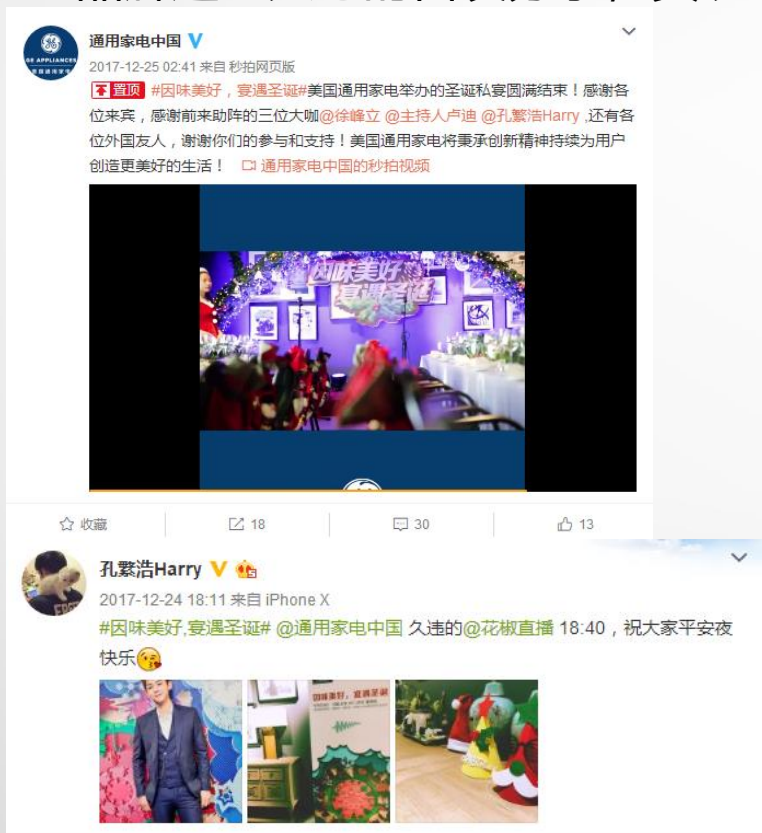 GE APPLIANCES
美国通用家电
通用家电中国
2017-12-25 02:41 来自 秒拍网页版
置顶 #因味美好，宴遇圣诞#美国通用家电举办的圣诞私宴圆满结束！感谢各
位来宾，感谢前来助阵的三位大咖@徐峰立 @主持人卢迪 @孔繁浩Harry ,还有各
位外国友人，谢谢你们的参与和支持！美国通用家电将秉承创新精神持续为用户
创造更美好的生活！ 通用家电中国的秒拍视频
因味美好
宴遇圣诞
收藏 18 30 13
孔繁浩Harry
2017-12-24 18:11 来自 iPhone X
#因味美好,宴遇圣诞# @通用家电中国 久违的@花椒直播 18:40，祝大家平安夜
快乐
因味美好，宴遇圣诞